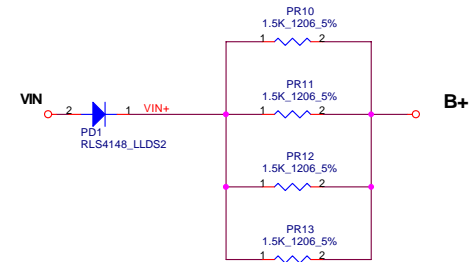 PR10
1.5K_1206_5%
1 2
PR11
1.5K_1206_5%
VIN 2 1 VIN+ 1 2 B+
PD1
RLS4148_LLDS2
PR12
1.5K_1206_5%
1 2
PR13
1.5K_1206_5%
1 2